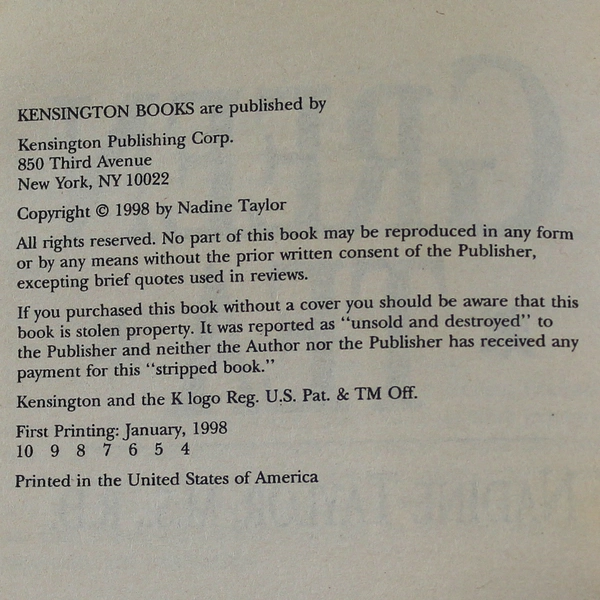 KENSINGTON BOOKS are published by
Kensington Publishing Corp.
850 Third Avenue
New York, NY 10022
Copyright © 1998 by Nadine Taylor
All rights reserved. No part of this book may be reproduced in any form
or by any means without the prior written consent of the Publisher,
excepting brief quotes used in reviews.
If you purchased this book without a cover you should be aware that this
book is stolen property. It was reported as “unsold and destroyed” to
the Publisher and neither the Author nor the Publisher has received any
payment for this “stripped book.”
Kensington and the K logo Reg. U.S. Pat. & TM Off.
First Printing: January, 1998
10 9 8 7 6 5 4
Printed in the United States of America